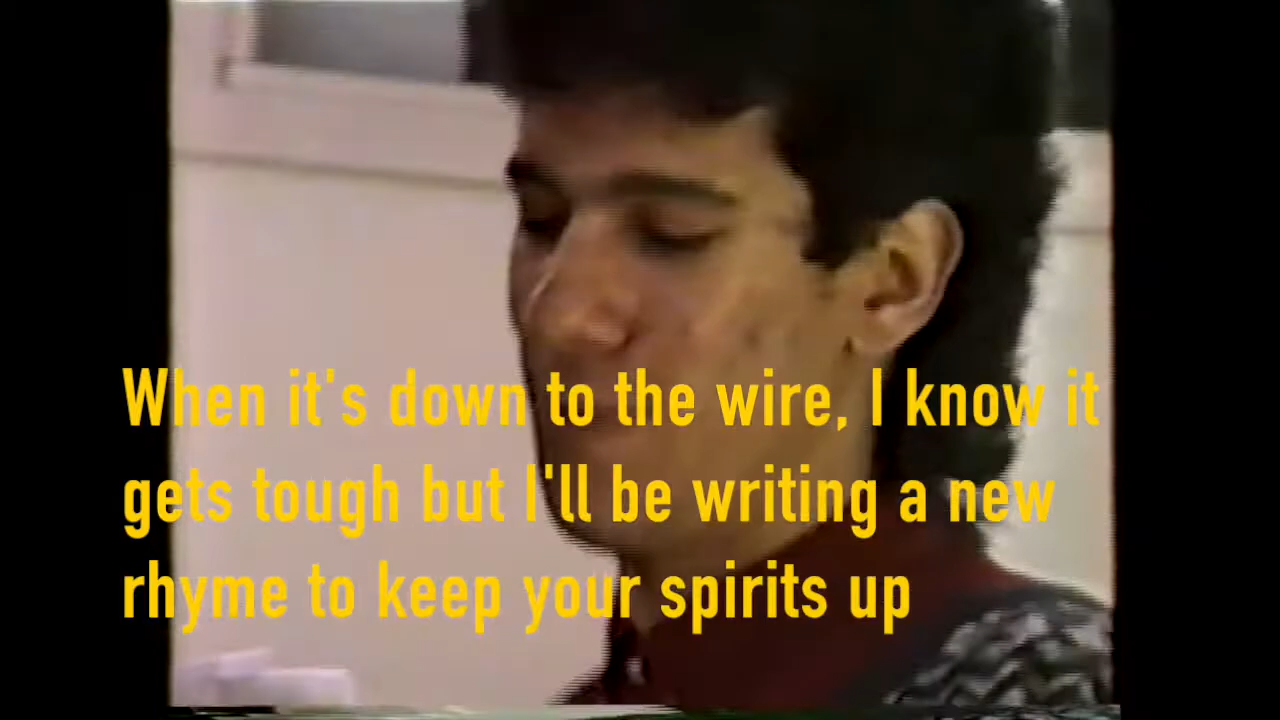 When it's down to the wire, I know it
gets tough but I'll be writing a new
rhyme to keep your spirits up